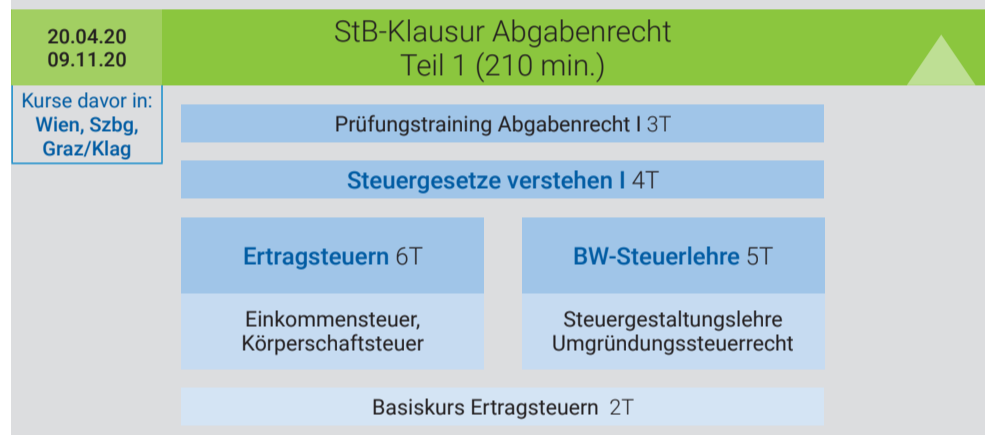 20.04.20
09.11.20
StB-Klausur Abgabenrecht
Teil 1 (210 min.)
Kurse davor in:
Wien, Szbg,
Graz/Klag
Prüfungstraining Abgabenrecht I 3T
Steuergesetze verstehen I 4T
Ertragsteuern 6T
Einkommensteuer,
Körperschaftsteuer
BW-Steuerlehre 5T
Steuergestaltungslehre
Umgründungssteuerrecht
Basiskurs Ertragsteuern 2T